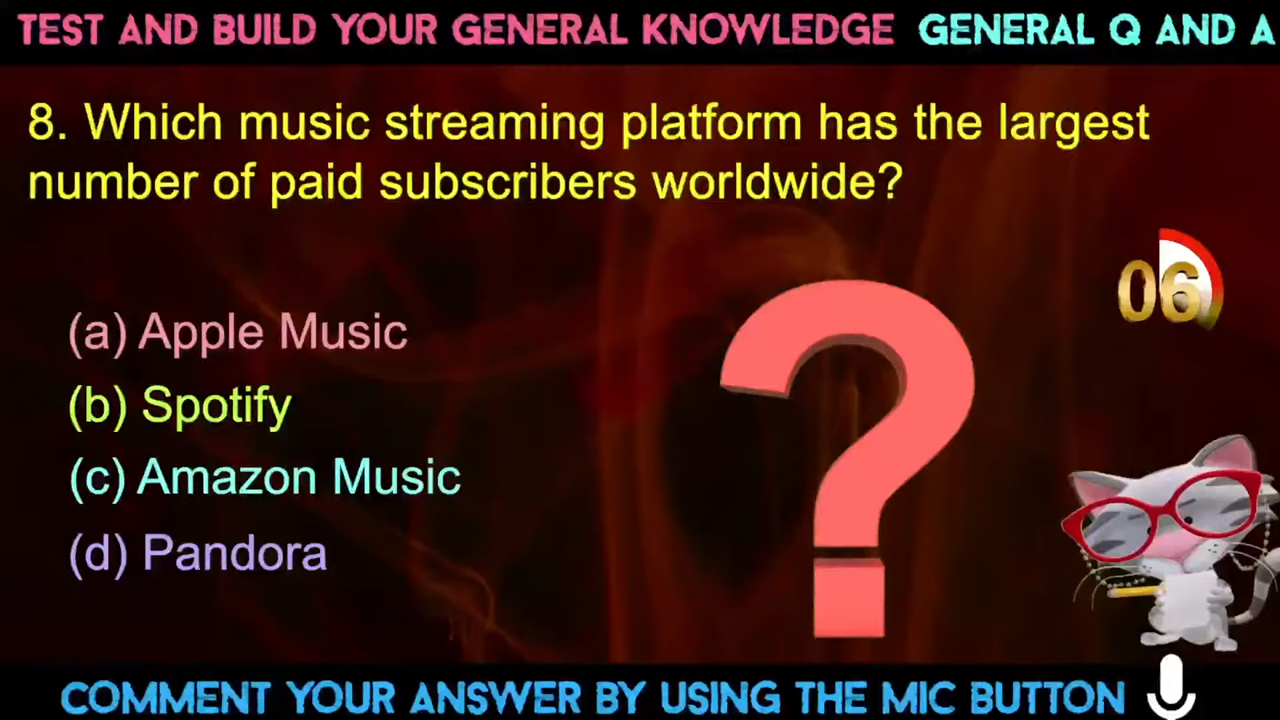 TEST AND BUILD YOUR GENERAL KNOWLEDGE GENERAL Q AND A
8. Which music streaming platform has the largest
number of paid subscribers worldwide?
06
(a) Apple Music
(b) Spotify
(c) Amazon Music
(d) Pandora
?
COMMENT YOUR ANSWER BY USING THE MIC BUTTON